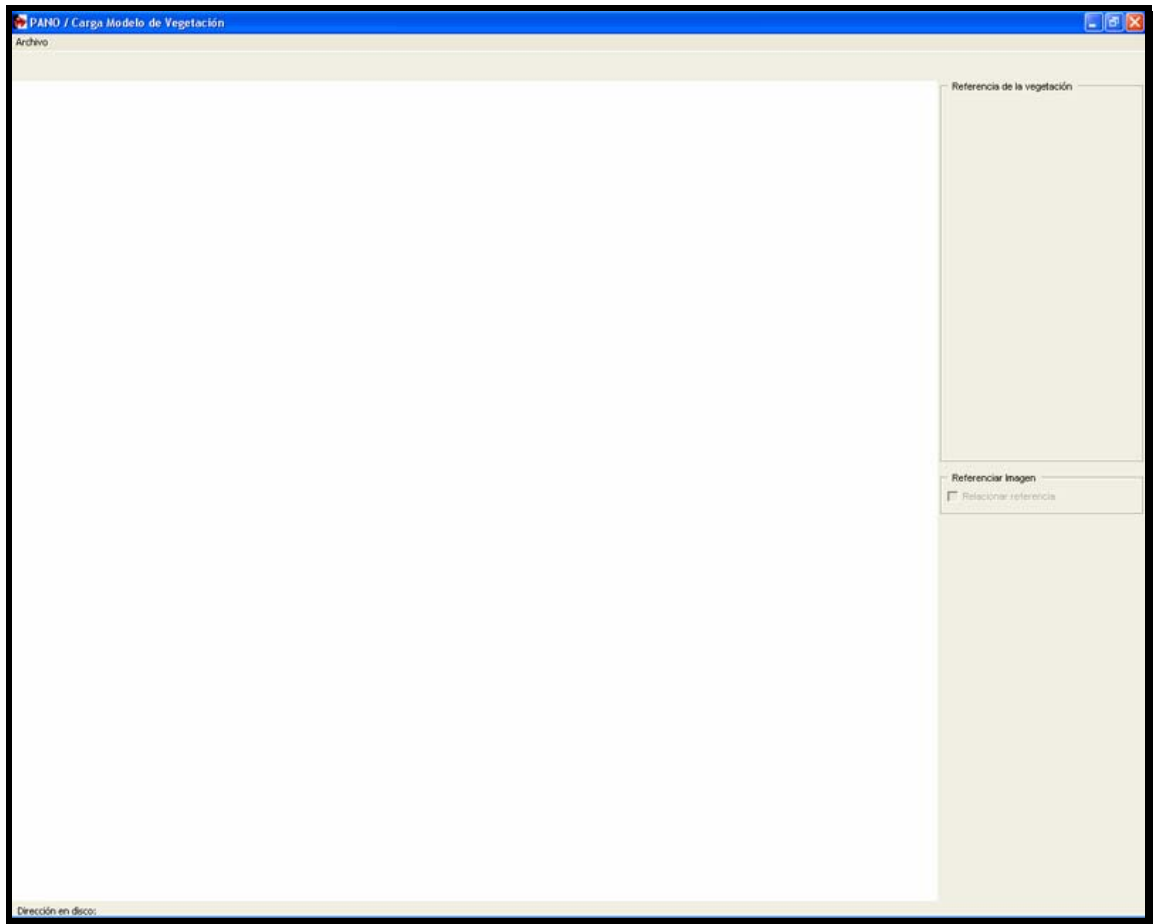 PANO / Carga Modelo de Vegetación
Archivo
Referencia de la vegetación
Referenciar Imagen
Relacionar referencia
Dirección en disco: